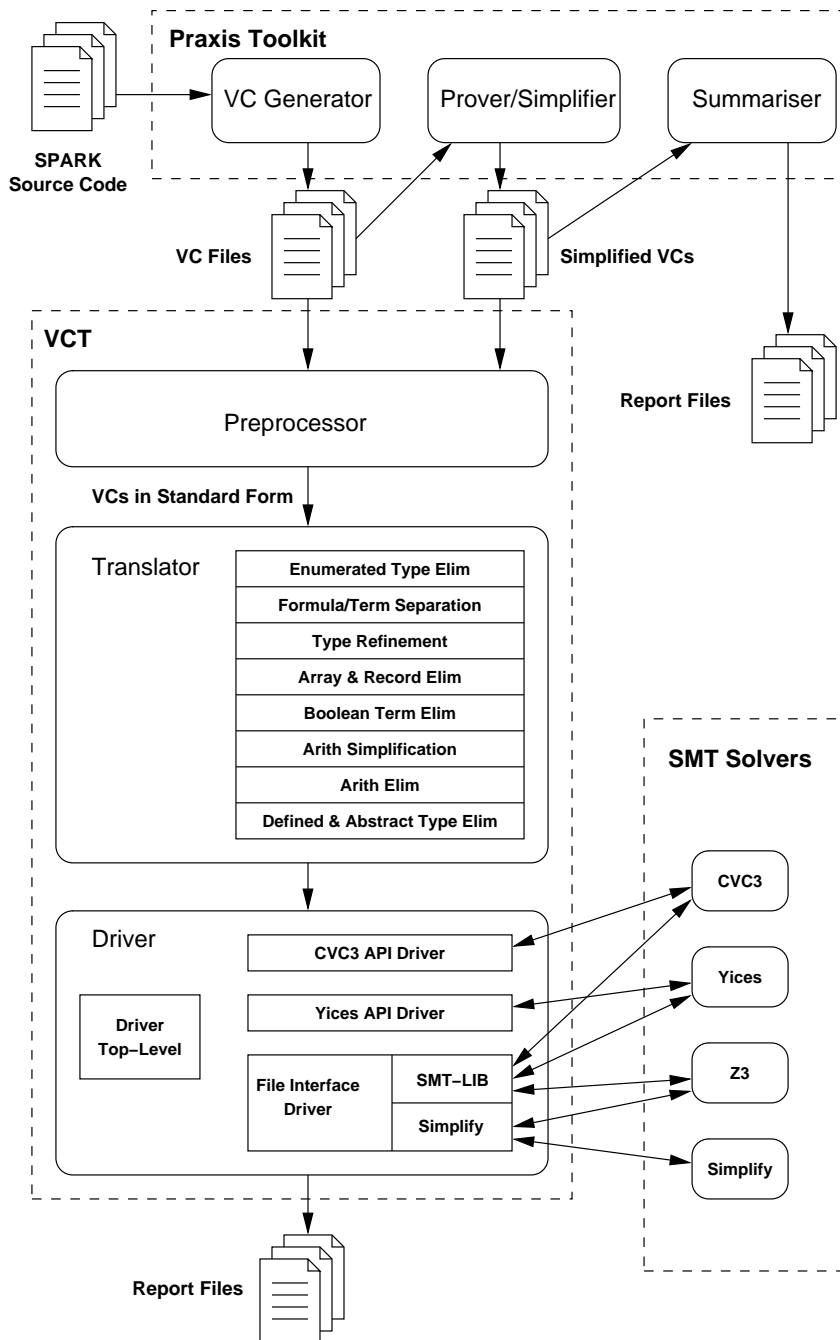 Praxis Toolkit
VC Generator
Prover/Simplifier
Summariser
SPARK
Source Code
VC Files
Simplified VCs
Report Files
VCT
Preprocessor
VCs in Standard Form
Translator
Enumerated Type Elim
Formula/Term Separation
Type Refinement
Array & Record Elim
Boolean Term Elim
Arith Simplification
Arith Elim
Defined & Abstract Type Elim
SMT Solvers
CVC3
Yices
Z3
Simplify
Driver
CVC3 API Driver
Yices API Driver
Driver
Top−Level
File Interface
Driver
SMT−LIB
Simplify
Report Files